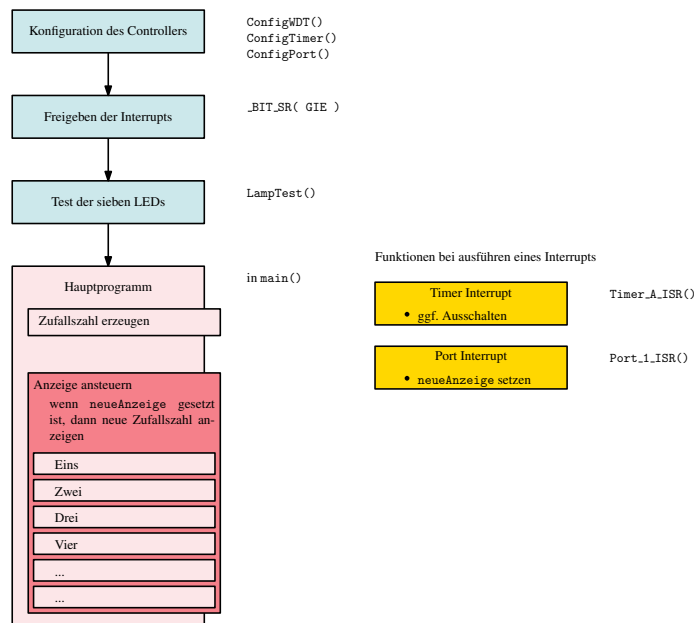 Konfiguration des Controllers
ConfigWDT()
ConfigTimer()
ConfigPort()
Freigeben der Interrupts
_BIT_SR( GIE )
Test der sieben LEDs
LampTest()
Hauptprogramm
in main()
Zufallszahl erzeugen
Anzeige ansteuern
wenn neueAnzeige gesetzt
ist, dann neue Zufallszahl an-
zeigen
Eins
Zwei
Drei
Vier
...
...
Funktionen bei ausführen eines Interrupts
Timer Interrupt
• ggf. Ausschalten
Timer_A_ISR()
Port Interrupt
• neueAnzeige setzen
Port_1_ISR()